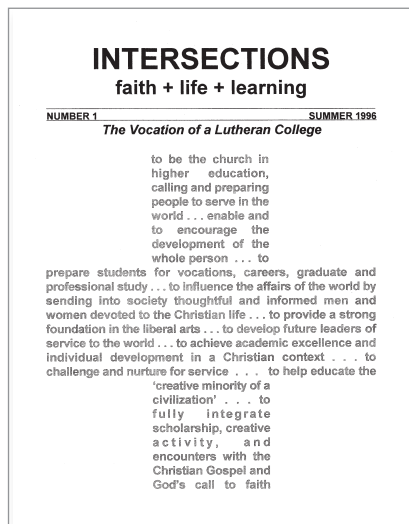 INTERSECTIONS
faith + life + learning
NUMBER 1 SUMMER 1996
The Vocation of a Lutheran College
to be the church in
higher education,
calling and preparing
people to serve in the
world . . . enable and
to encourage the
development of the
whole person . . . to
prepare students for vocations, careers, graduate and
professional study . . . to influence the affairs of the world by
sending into society thoughtful and informed men and
women devoted to the Christian life . . . to provide a strong
foundation in the liberal arts . . . to develop future leaders of
service to the world . . . to achieve academic excellence and
individual development in a Christian context . . . to
challenge and nurture for service . . . to help educate the
'creative minority of a
civilization' . . . to
fully integrate
scholarship, creative
activity, and
encounters with the
Christian Gospel and
God's call to faith